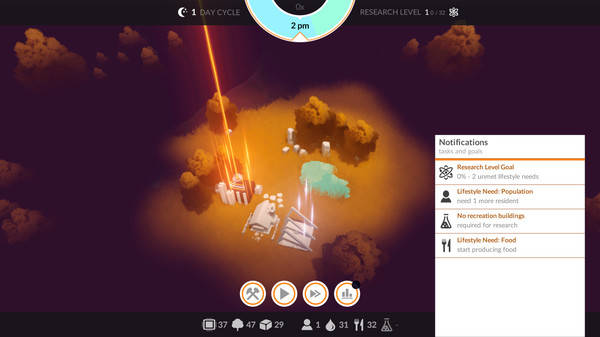 1 DAY CYCLE
0x
2 pm
RESEARCH LEVEL 1 0 / 32
Notifications
tasks and goals
Research Level Goal
0% - 2 unmet lifestyle needs
Lifestyle Need: Population
need 1 more resident
No recreation buildings
required for research
Lifestyle Need: Food
start producing food
37 47 29 1 31 32 -